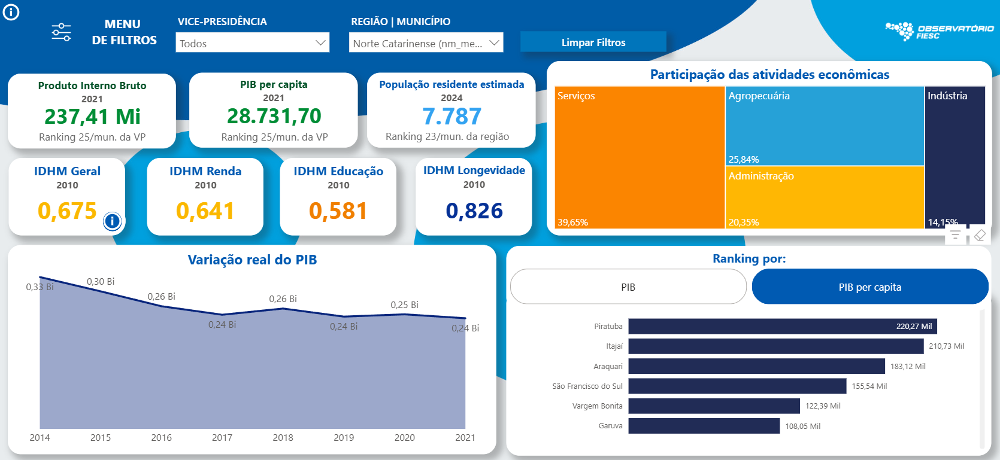 MENU
DE FILTROS
VICE-PRESIDÊNCIA
Todos
REGIÃO | MUNICÍPIO
Norte Catarinense (nm_me...
Limpar Filtros
OBSERVATÓRIO
FIESC
Produto Interno Bruto
2021
237,41 Mi
Ranking 25/mun. da VP
PIB per capita
2021
28.731,70
Ranking 25/mun. da VP
População residente estimada
2024
7.787
Ranking 23/mun. da região
Participação das atividades econômicas
Serviços
39,65%
Agropecuária
25,84%
Administração
20,35%
Indústria
14,15%
IDHM Geral
2010
0,675
IDHM Renda
2010
0,641
IDHM Educação
2010
0,581
IDHM Longevidade
2010
0,826
Variação real do PIB
0,33 Bi
0,30 Bi
0,26 Bi
0,24 Bi
0,26 Bi
0,24 Bi
0,25 Bi
0,24 Bi
2014 2015 2016 2017 2018 2019 2020 2021
Ranking por:
PIB
PIB per capita
Piratuba 220,27 Mil
Itajaí 210,73 Mil
Araquari 183,12 Mil
São Francisco do Sul 155,54 Mil
Vargem Bonita 122,39 Mil
Garuva 108,05 Mil